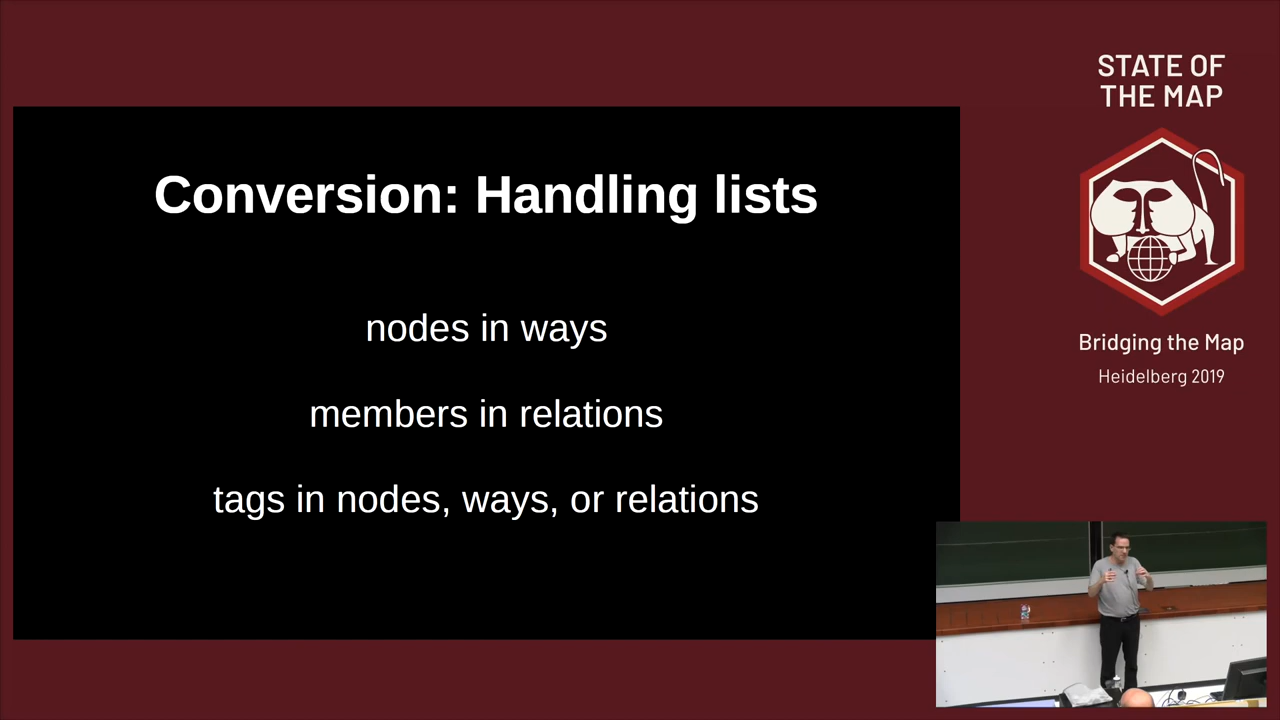 STATE OF
THE MAP
Conversion: Handling lists
nodes in ways
members in relations
tags in nodes, ways, or relations
Bridging the Map
Heidelberg 2019